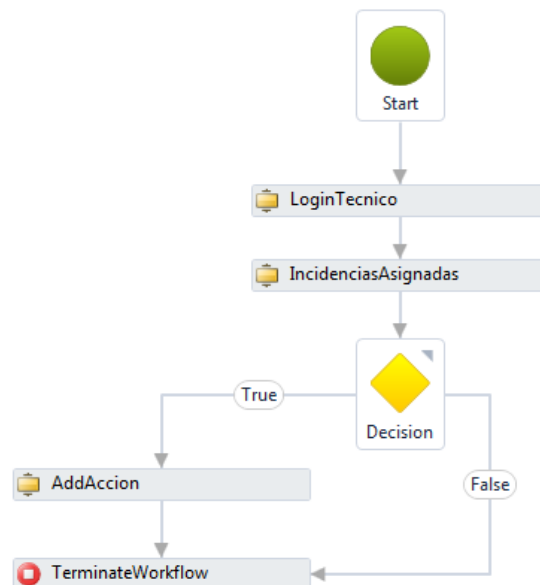 Start
LoginTecnico
IncidenciasAsignadas
True
Decision
AddAccion
False
TerminateWorkflow